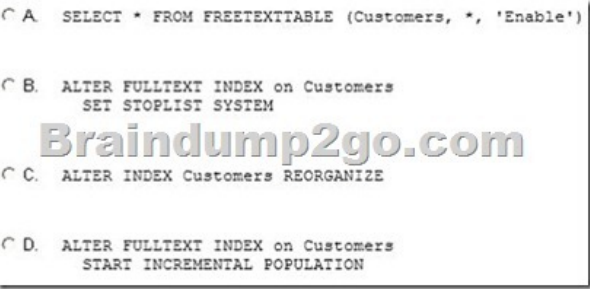 A. SELECT * FROM FREETEXTTABLE (Customers, *, 'Enable')
B. ALTER FULLTEXT INDEX on Customers
SET STOPLIST SYSTEM
Braindump2go.com
C. ALTER INDEX Customers REORGANIZE
D. ALTER FULLTEXT INDEX on Customers
START INCREMENTAL POPULATION